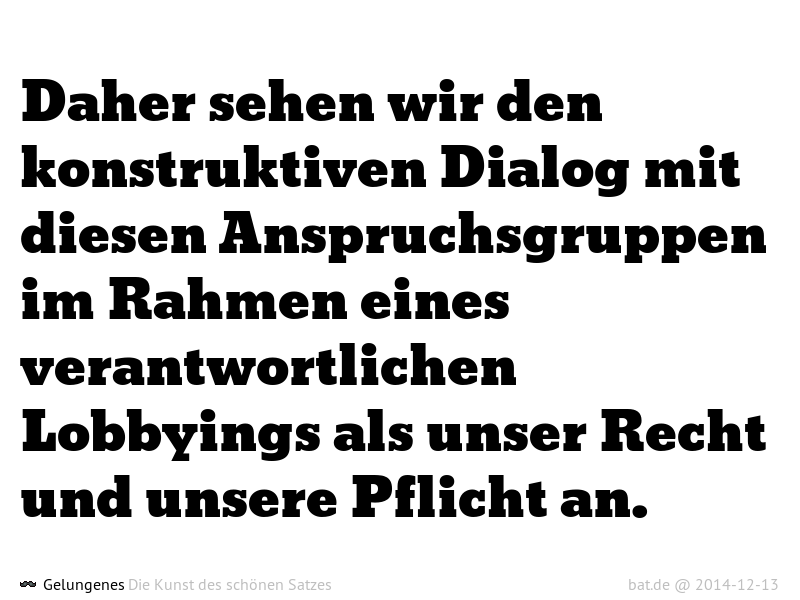 Daher sehen wir den
konstruktiven Dialog mit
diesen Anspruchsgruppen
im Rahmen eines
verantwortlichen
Lobbyings als unser Recht
und unsere Pflicht an.
Gelungenes Die Kunst des schönen Satzes
bat.de @ 2014-12-13